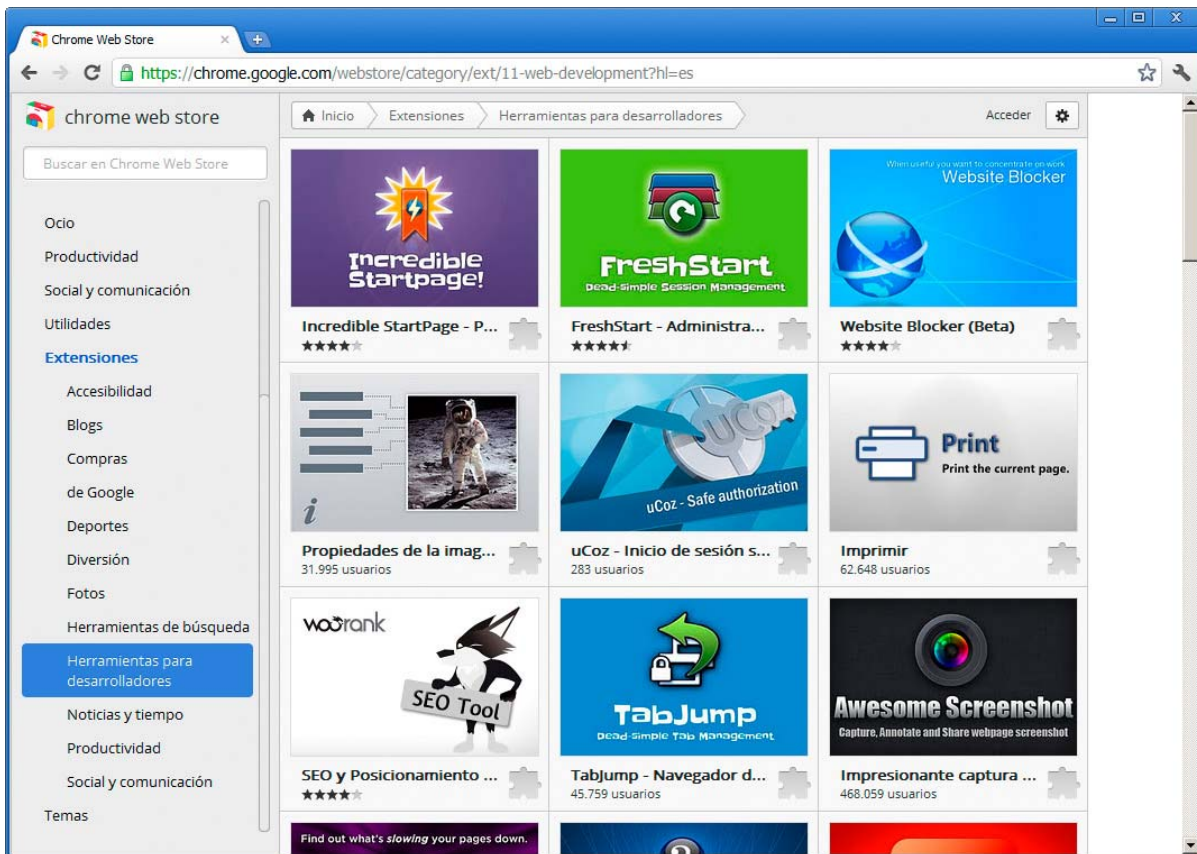 Chrome Web Store
https://chrome.google.com/webstore/category/ext/11-web-development?hl=es
chrome web store
Buscar en Chrome Web Store
Ocio
Productividad
Social y comunicación
Utilidades
Extensiones
Accesibilidad
Blogs
Compras
de Google
Deportes
Diversión
Fotos
Herramientas de búsqueda
Herramientas para
desarrolladores
Noticias y tiempo
Productividad
Social y comunicación
Temas
Inicio
Extensiones
Herramientas para desarrolladores
Acceder
Incredible
StartPage!
Incredible StartPage - P...
FreshStart
Dead-Simple Session Management
FreshStart - Administra...
When useful you want to concentrate on work
Website Blocker
Website Blocker (Beta)
i
Propiedades de la imag...
31.995 usuarios
uCoz
uCoz - Safe authorization
uCoz - Inicio de sesión s...
283 usuarios
Print
Print the current page.
Imprimir
62.648 usuarios
woorank
SEO Tool
SEO y Posicionamiento ...
TabJump
Dead-Simple Tab Management
TabJump - Navegador d...
45.759 usuarios
Awesome Screenshot
Capture, Annotate and Share webpage screenshot
Impresionante captura ...
468.059 usuarios
Find out what's slowing your pages down.